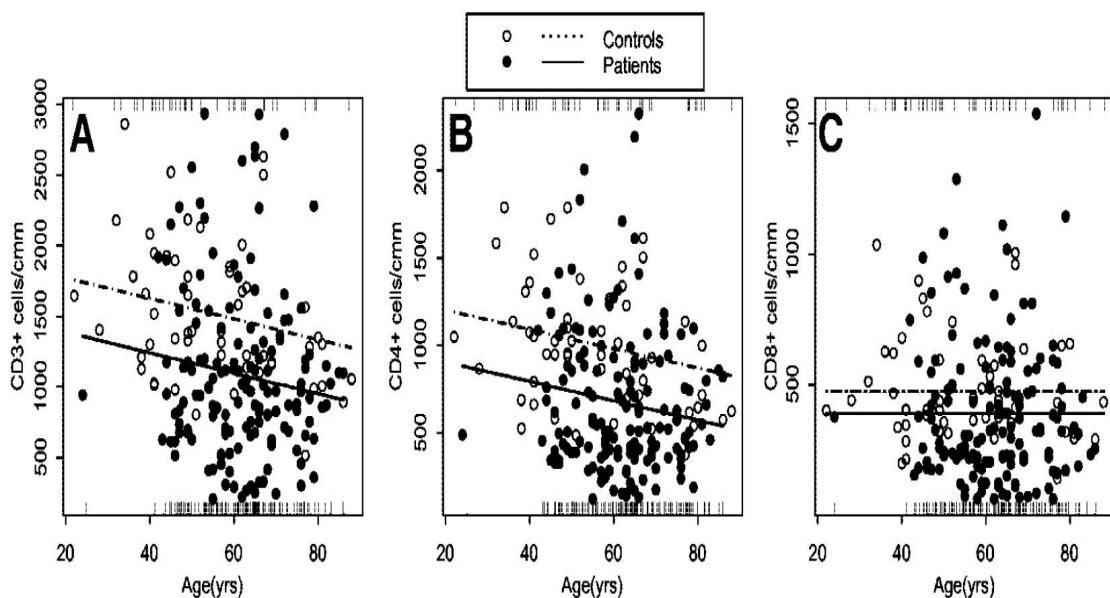 Controls
Patients
A
B
C
CD3+ cells/cmm
500 1000 1500 2000 2500 3000
20 40 60 80
Age(yrs)
CD4+ cells/cmm
500 1000 1500 2000
20 40 60 80
Age(yrs)
CD8+ cells/cmm
500 1000 1500
20 40 60 80
Age(yrs)